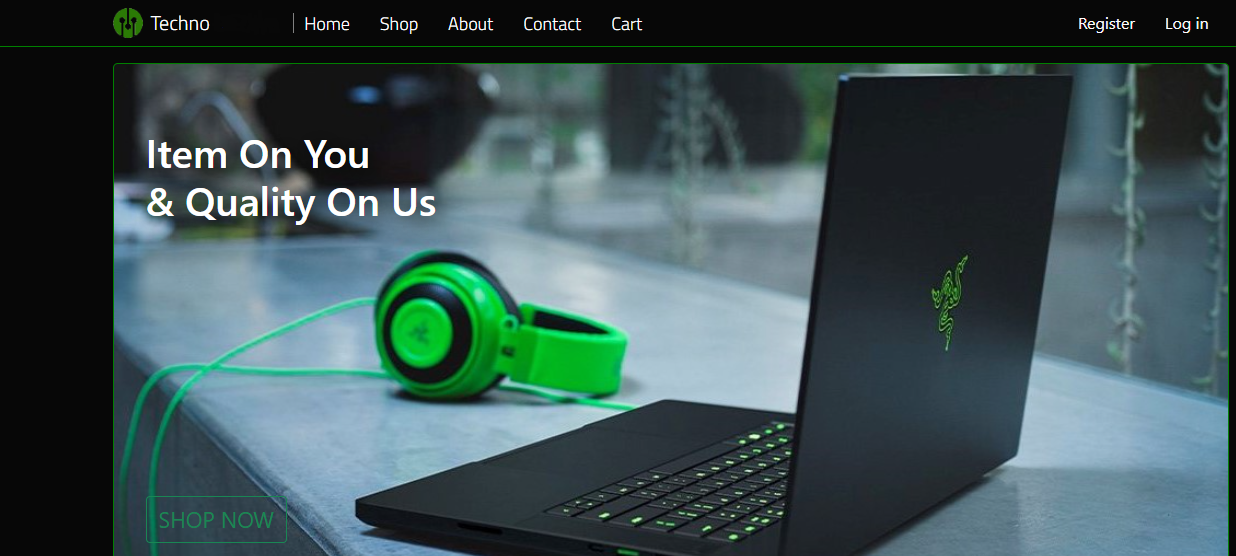 Techno
Home Shop About Contact Cart
Register Log in
Item On You
& Quality On Us
SHOP NOW